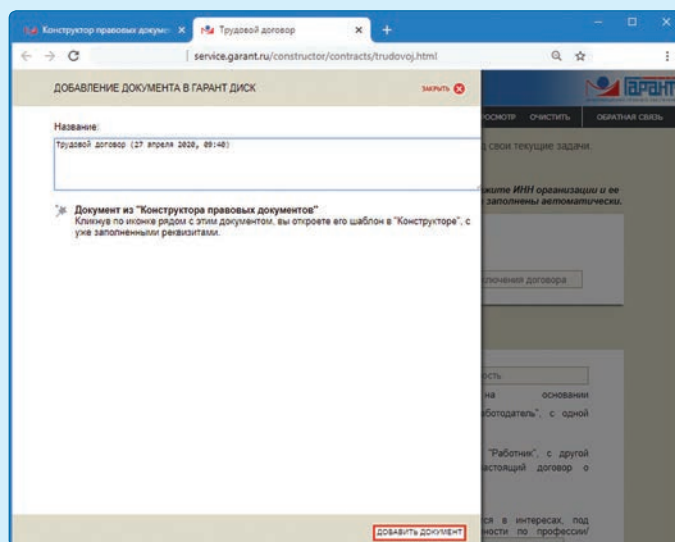 Конструктор правовых докумен
Трудовой договор
service.garant.ru/constructor/contracts/trudovoj.html
ДОБАВЛЕНИЕ ДОКУМЕНТА В ГАРАНТ ДИСК
ЗАКРЫТЬ
ГАРАНТ
ОСМОТР ОЧИСТИТЬ ОБРАТНАЯ СВЯЗЬ
Название:
Трудовой договор (27 апреля 2020, 09:40)
д свои текущие задачи.
Документ из "Конструктора правовых документов"
Кликнув по иконке рядом с этим документом, вы откроете его шаблон в "Конструкторе", с
уже заполненными реквизитами.
жите ИНН организации и ее
заполнены автоматически.
ключения договора
ость
на основании
ботодатель", с одной
"Работник", с другой
астоящий договор о
ся в интересах, под
ности по профессии/
ДОБАВИТЬ ДОКУМЕНТ